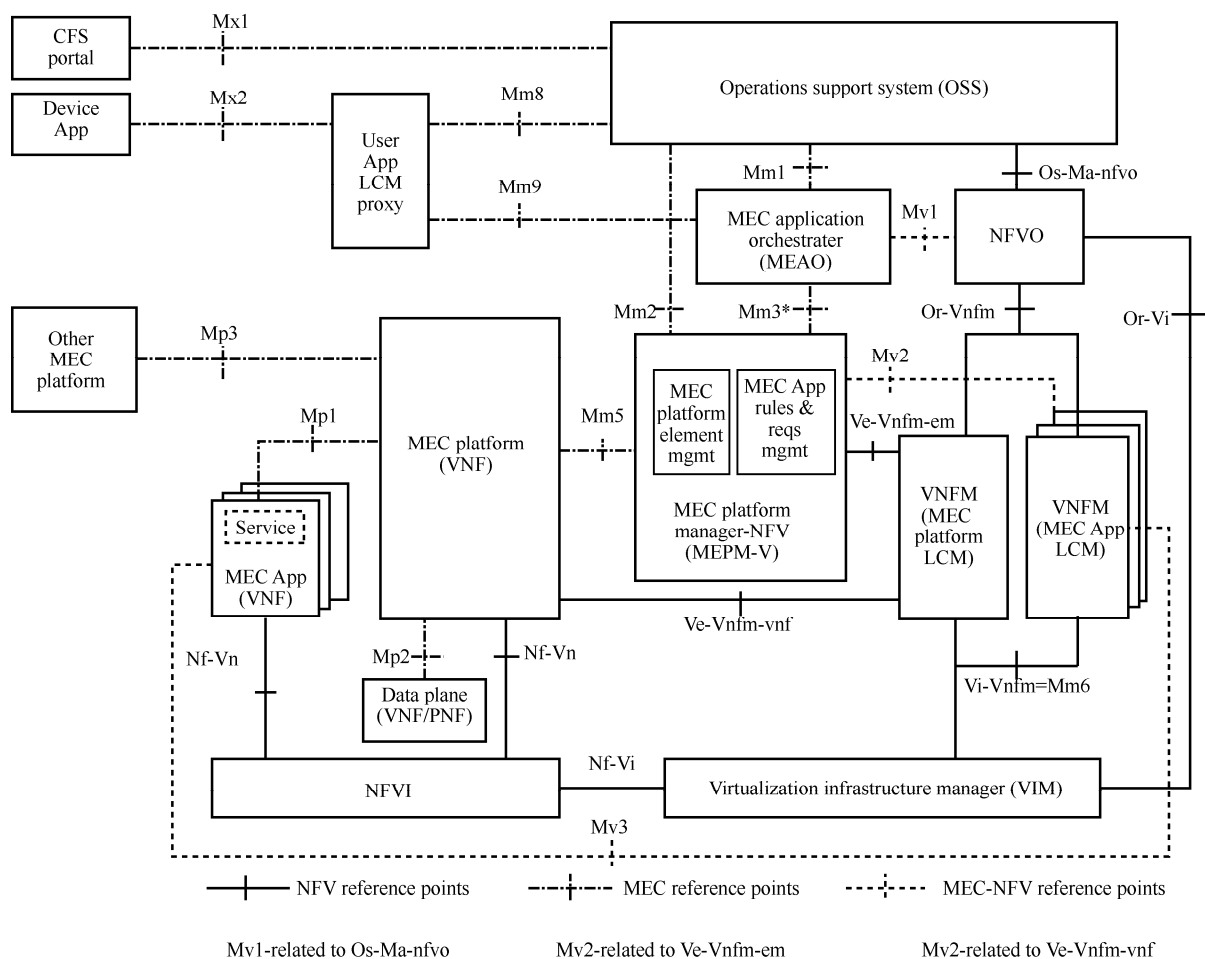 Mx1
CFS
portal
Operations support system (OSS)
Mx2
Device
App
Mm8
User
App
LCM
proxy
Mm9
Mm1
Os-Ma-nfvo
MEC application
orchestrater
(MEAO)
Mv1
NFVO
Mm2
Mm3*
Or-Vnfm
Or-Vi
Other
MEC
platform
Mp3
Mv2
MEC
platform
element
mgmt
MEC App
rules &
reqs
mgmt
Ve-Vnfm-em
Mp1
MEC platform
(VNF)
Mm5
MEC platform
manager-NFV
(MEPM-V)
VNFM
(MEC
platform
LCM)
VNFM
(MEC App
LCM)
Service
MEC App
(VNF)
Ve-Vnfm-vnf
Nf-Vn
Mp2
Nf-Vn
Vi-Vnfm=Mm6
Data plane
(VNF/PNF)
Nf-Vi
NFVI
Virtualization infrastructure manager (VIM)
Mv3
NFV reference points
MEC reference points
MEC-NFV reference points
Mv1-related to Os-Ma-nfvo
Mv2-related to Ve-Vnfm-em
Mv2-related to Ve-Vnfm-vnf